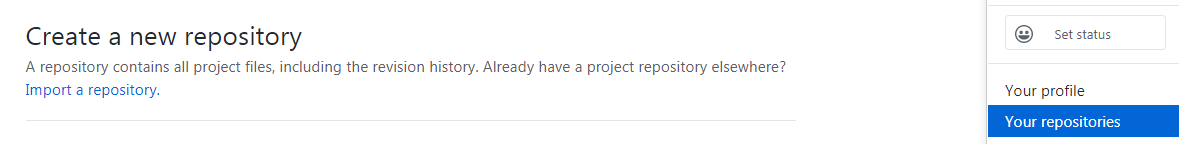 Create a new repository
A repository contains all project files, including the revision history. Already have a project repository elsewhere?
Import a repository.
Set status
Your profile
Your repositories